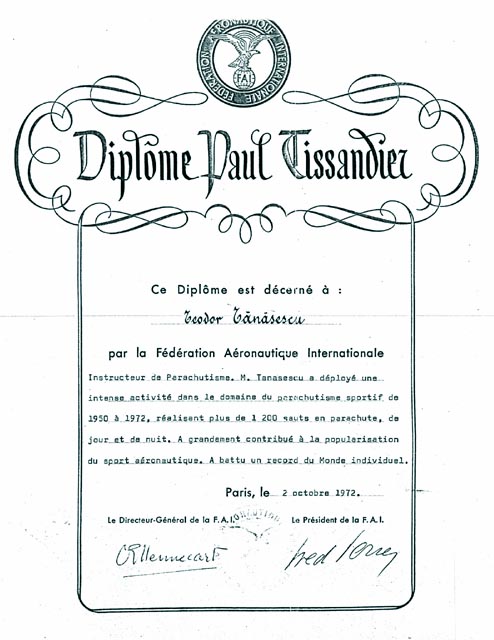 FÉDÉRATION AÉRONAUTIQUE INTERNATIONALE
F.A.I.
Diplôme Paul Tissandier
Ce Diplôme est décerné à :
Teodor Tănăsescu
par la Fédération Aéronautique Internationale
Instructeur de Parachutisme. M. Tanasescu a déployé une
intense activité dans le domaine du parachutisme sportif de
1950 à 1972, réalisant plus de 1 200 sauts en parachute, de
jour et de nuit. A grandement contribué à la popularisation
du sport aéronautique. A battu un record du Monde individuel.
Paris, le 2 octobre 1972.
Le Directeur-Général de la F.A.I. Le Président de la F.A.I.